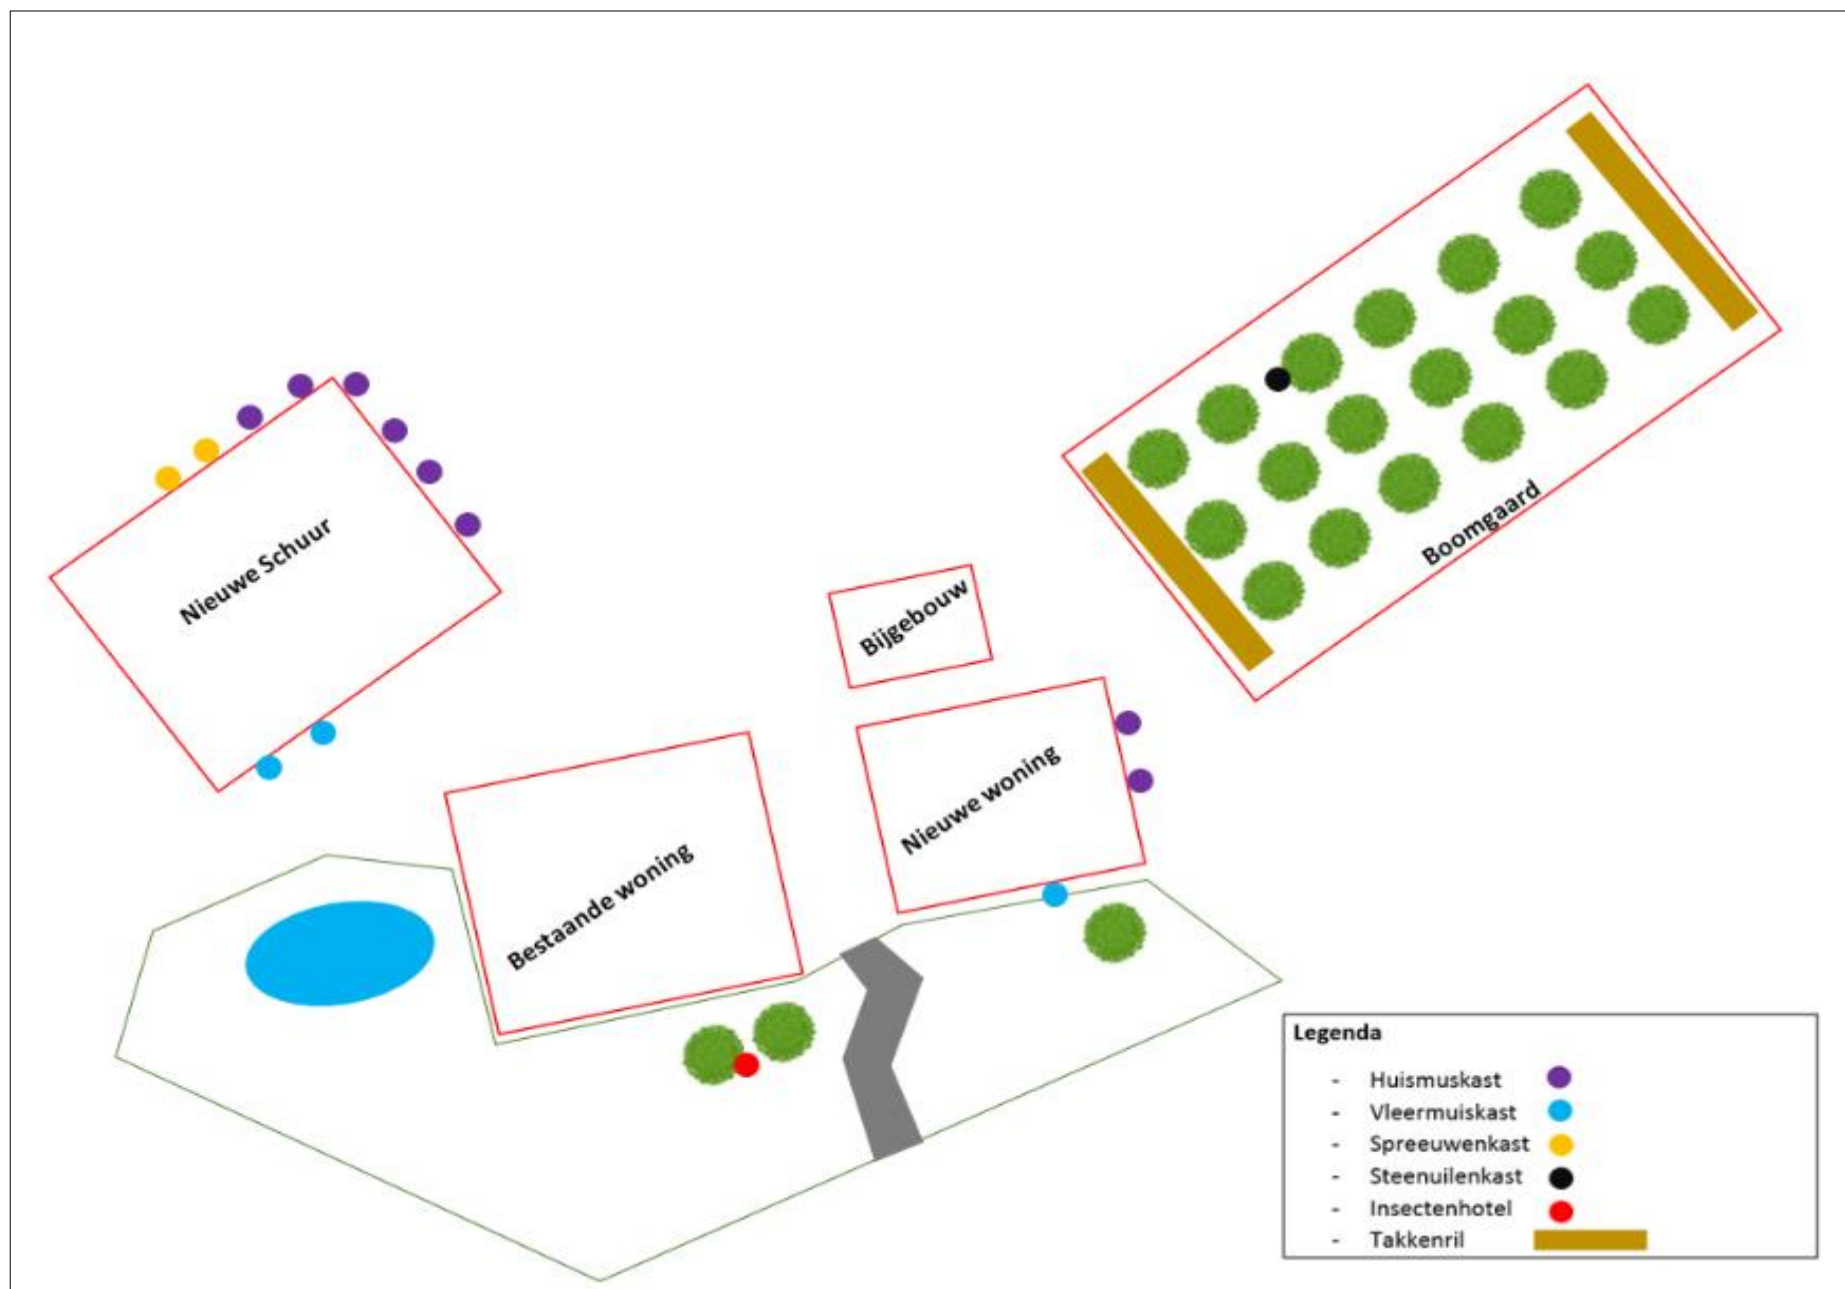 Nieuwe Schuur
Boomgaard
Bijgebouw
Nieuwe woning
Bestaande woning
Legenda
- Huismuskast
- Vleermuiskast
- Spreeuwenkast
- Steenuilenkast
- Insectenhotel
- Takkenril